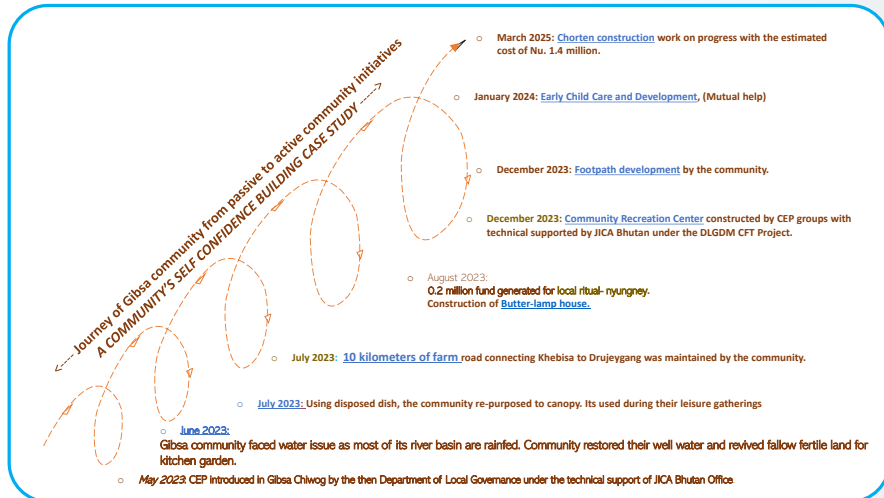 March 2025: Chorten construction work on progress with the estimated
cost of Nu. 1.4 million.
January 2024: Early Child Care and Development, (Mutual help)
December 2023: Footpath development by the community.
December 2023: Community Recreation Center constructed by CEP groups with
technical supported by JICA Bhutan under the DLGDM CFT Project.
August 2023:
0.2 million fund generated for local ritual- nyungney.
Construction of Butter-lamp house.
July 2023: 10 kilometers of farm road connecting Khebisa to Drujeygang was maintained by the community.
July 2023: Using disposed dish, the community re-purposed to canopy. Its used during their leisure gatherings
June 2023:
Gibsa community faced water issue as most of its river basin are rainfed. Community restored their well water and revived fallow fertile land for
kitchen garden.
May 2023: CEP introduced in Gibsa Chiwog by the then Department of Local Governance under the technical support of JICA Bhutan Office
Journey of Gibsa community from passive to active community initiatives
A COMMUNITY'S SELF CONFIDENCE BUILDING CASE STUDY